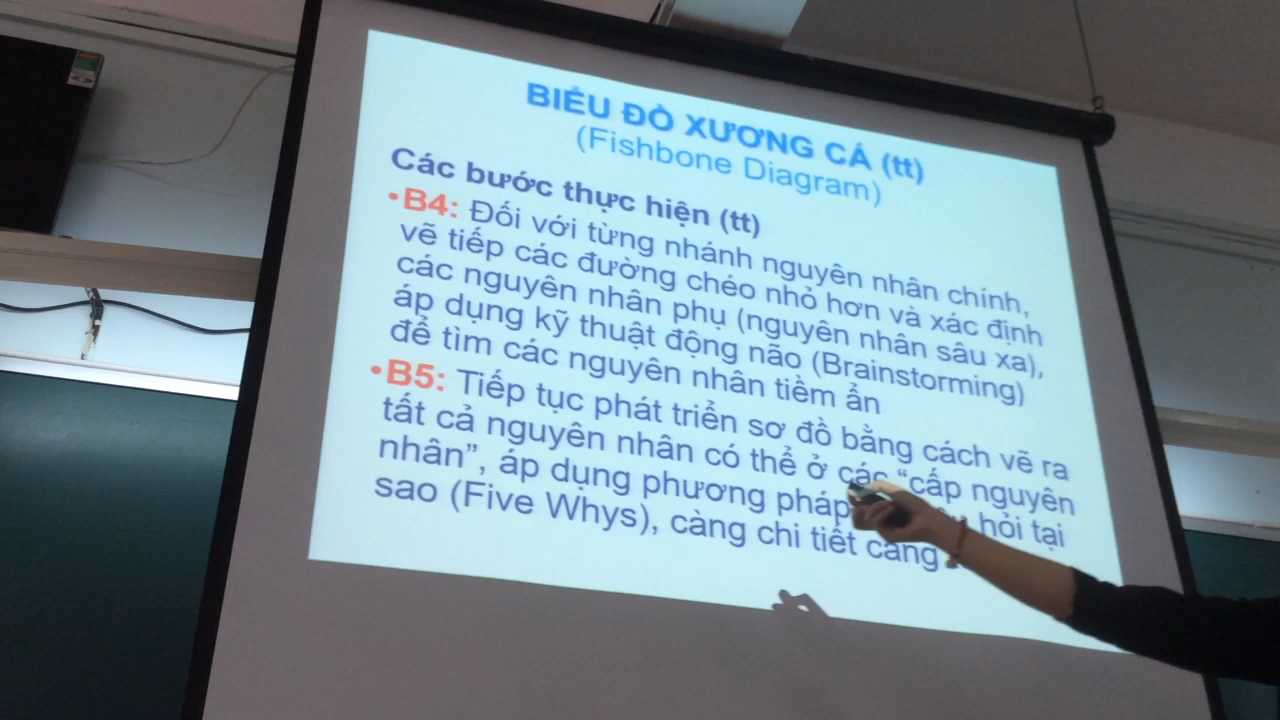 BIỂU ĐỒ XƯƠNG CÁ (tt)
(Fishbone Diagram)
Các bước thực hiện (tt)
•B4: Đối với từng nhánh nguyên nhân chính,
vẽ tiếp các đường chéo nhỏ hơn và xác định
các nguyên nhân phụ (nguyên nhân sâu xa),
áp dụng kỹ thuật động não (Brainstorming)
để tìm các nguyên nhân tiềm ẩn
•B5: Tiếp tục phát triển sơ đồ bằng cách vẽ ra
tất cả nguyên nhân có thể ở các “cấp nguyên
nhân”, áp dụng phương pháp hỏi tại
sao (Five Whys), càng chi tiết càng